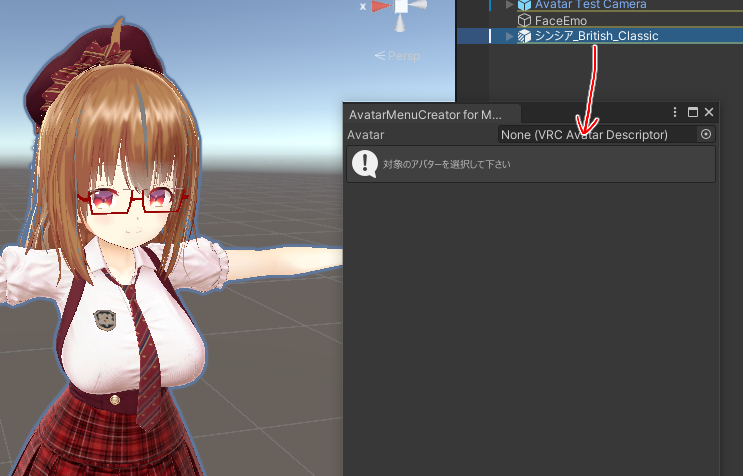 Avatar Test Camera
FaceEmo
シンシア_British_Classic
x
Persp
AvatarMenuCreator for M...
Avatar
None (VRC Avatar Descriptor)
対象のアバターを選択して下さい